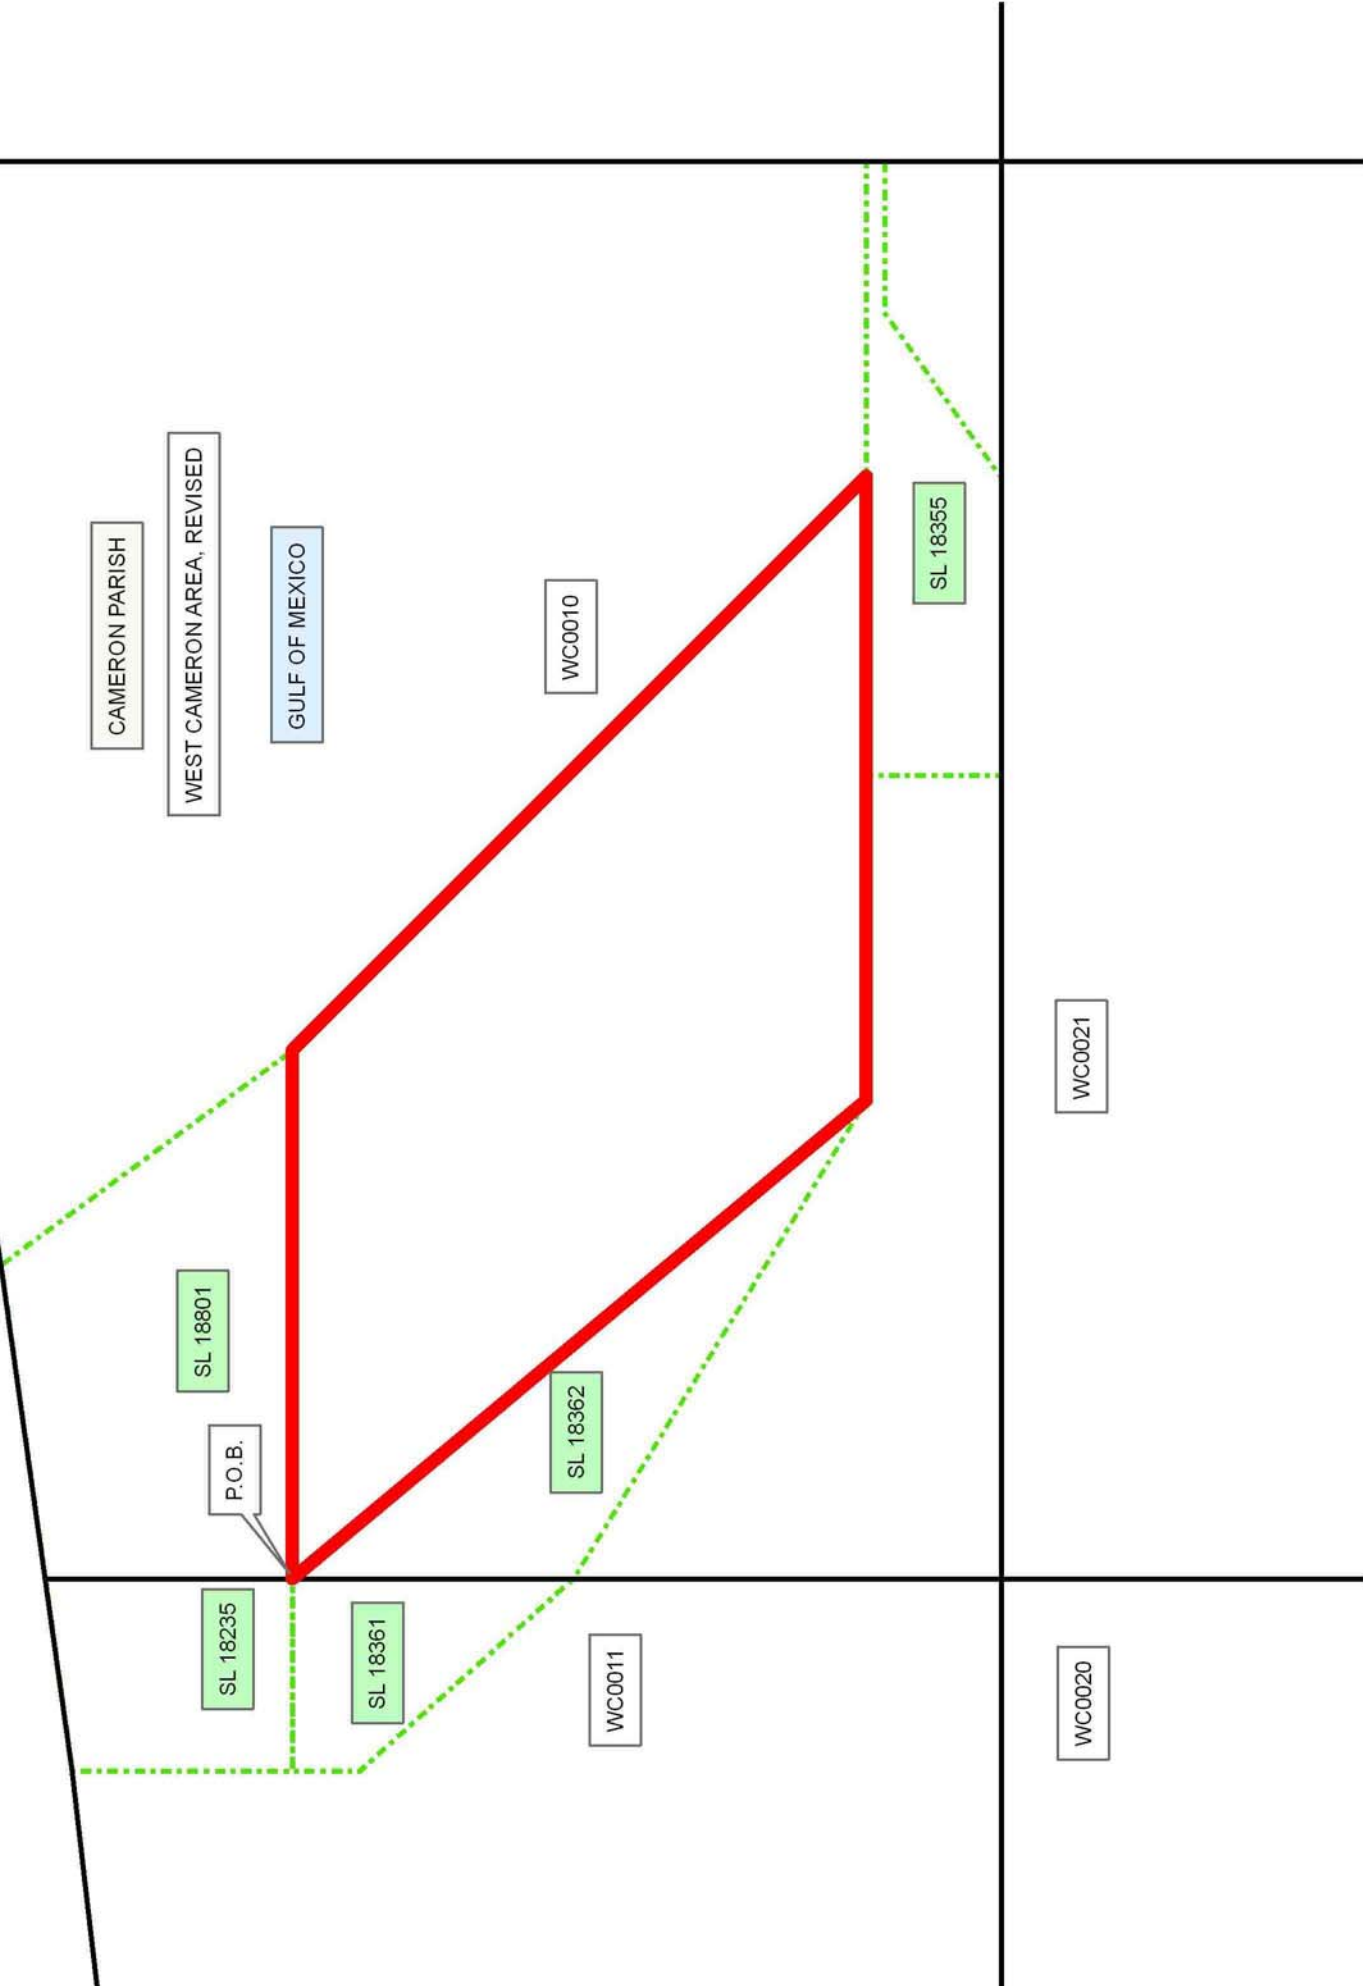 CAMERON PARISH
WEST CAMERON AREA, REVISED
GULF OF MEXICO
WC0010
SL 18355
SL 18801
P.O.B.
SL 18362
WC0021
SL 18235
SL 18361
WC0011
WC0020